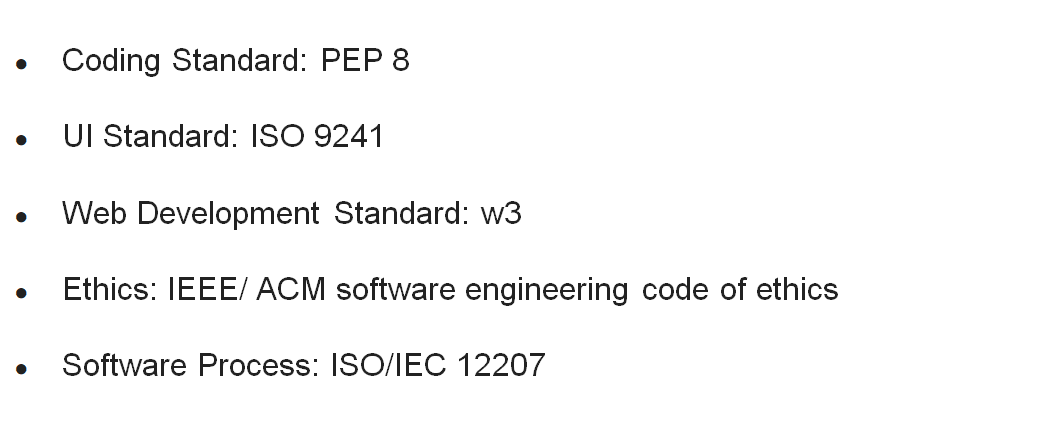 • Coding Standard: PEP 8
• UI Standard: ISO 9241
• Web Development Standard: w3
• Ethics: IEEE/ ACM software engineering code of ethics
• Software Process: ISO/IEC 12207